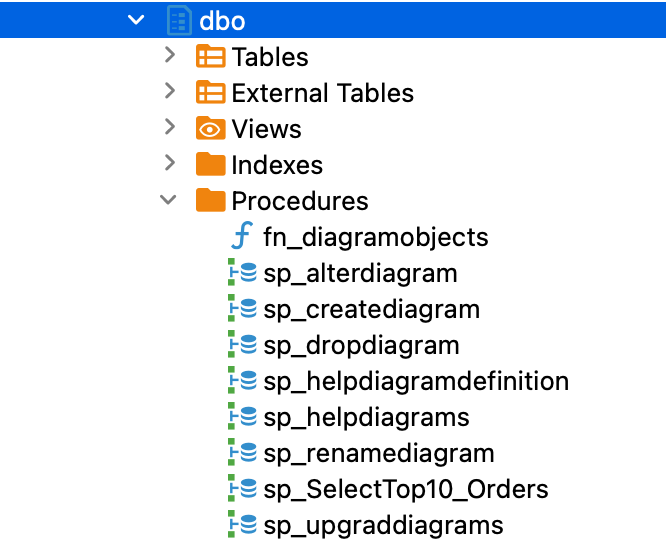 dbo
Tables
External Tables
Views
Indexes
Procedures
fn_diagramobjects
sp_alterdiagram
sp_creatediagram
sp_dropdiagram
sp_helpdiagramdefinition
sp_helpdiagrams
sp_renamediagram
sp_SelectTop10_Orders
sp_upgraddiagrams